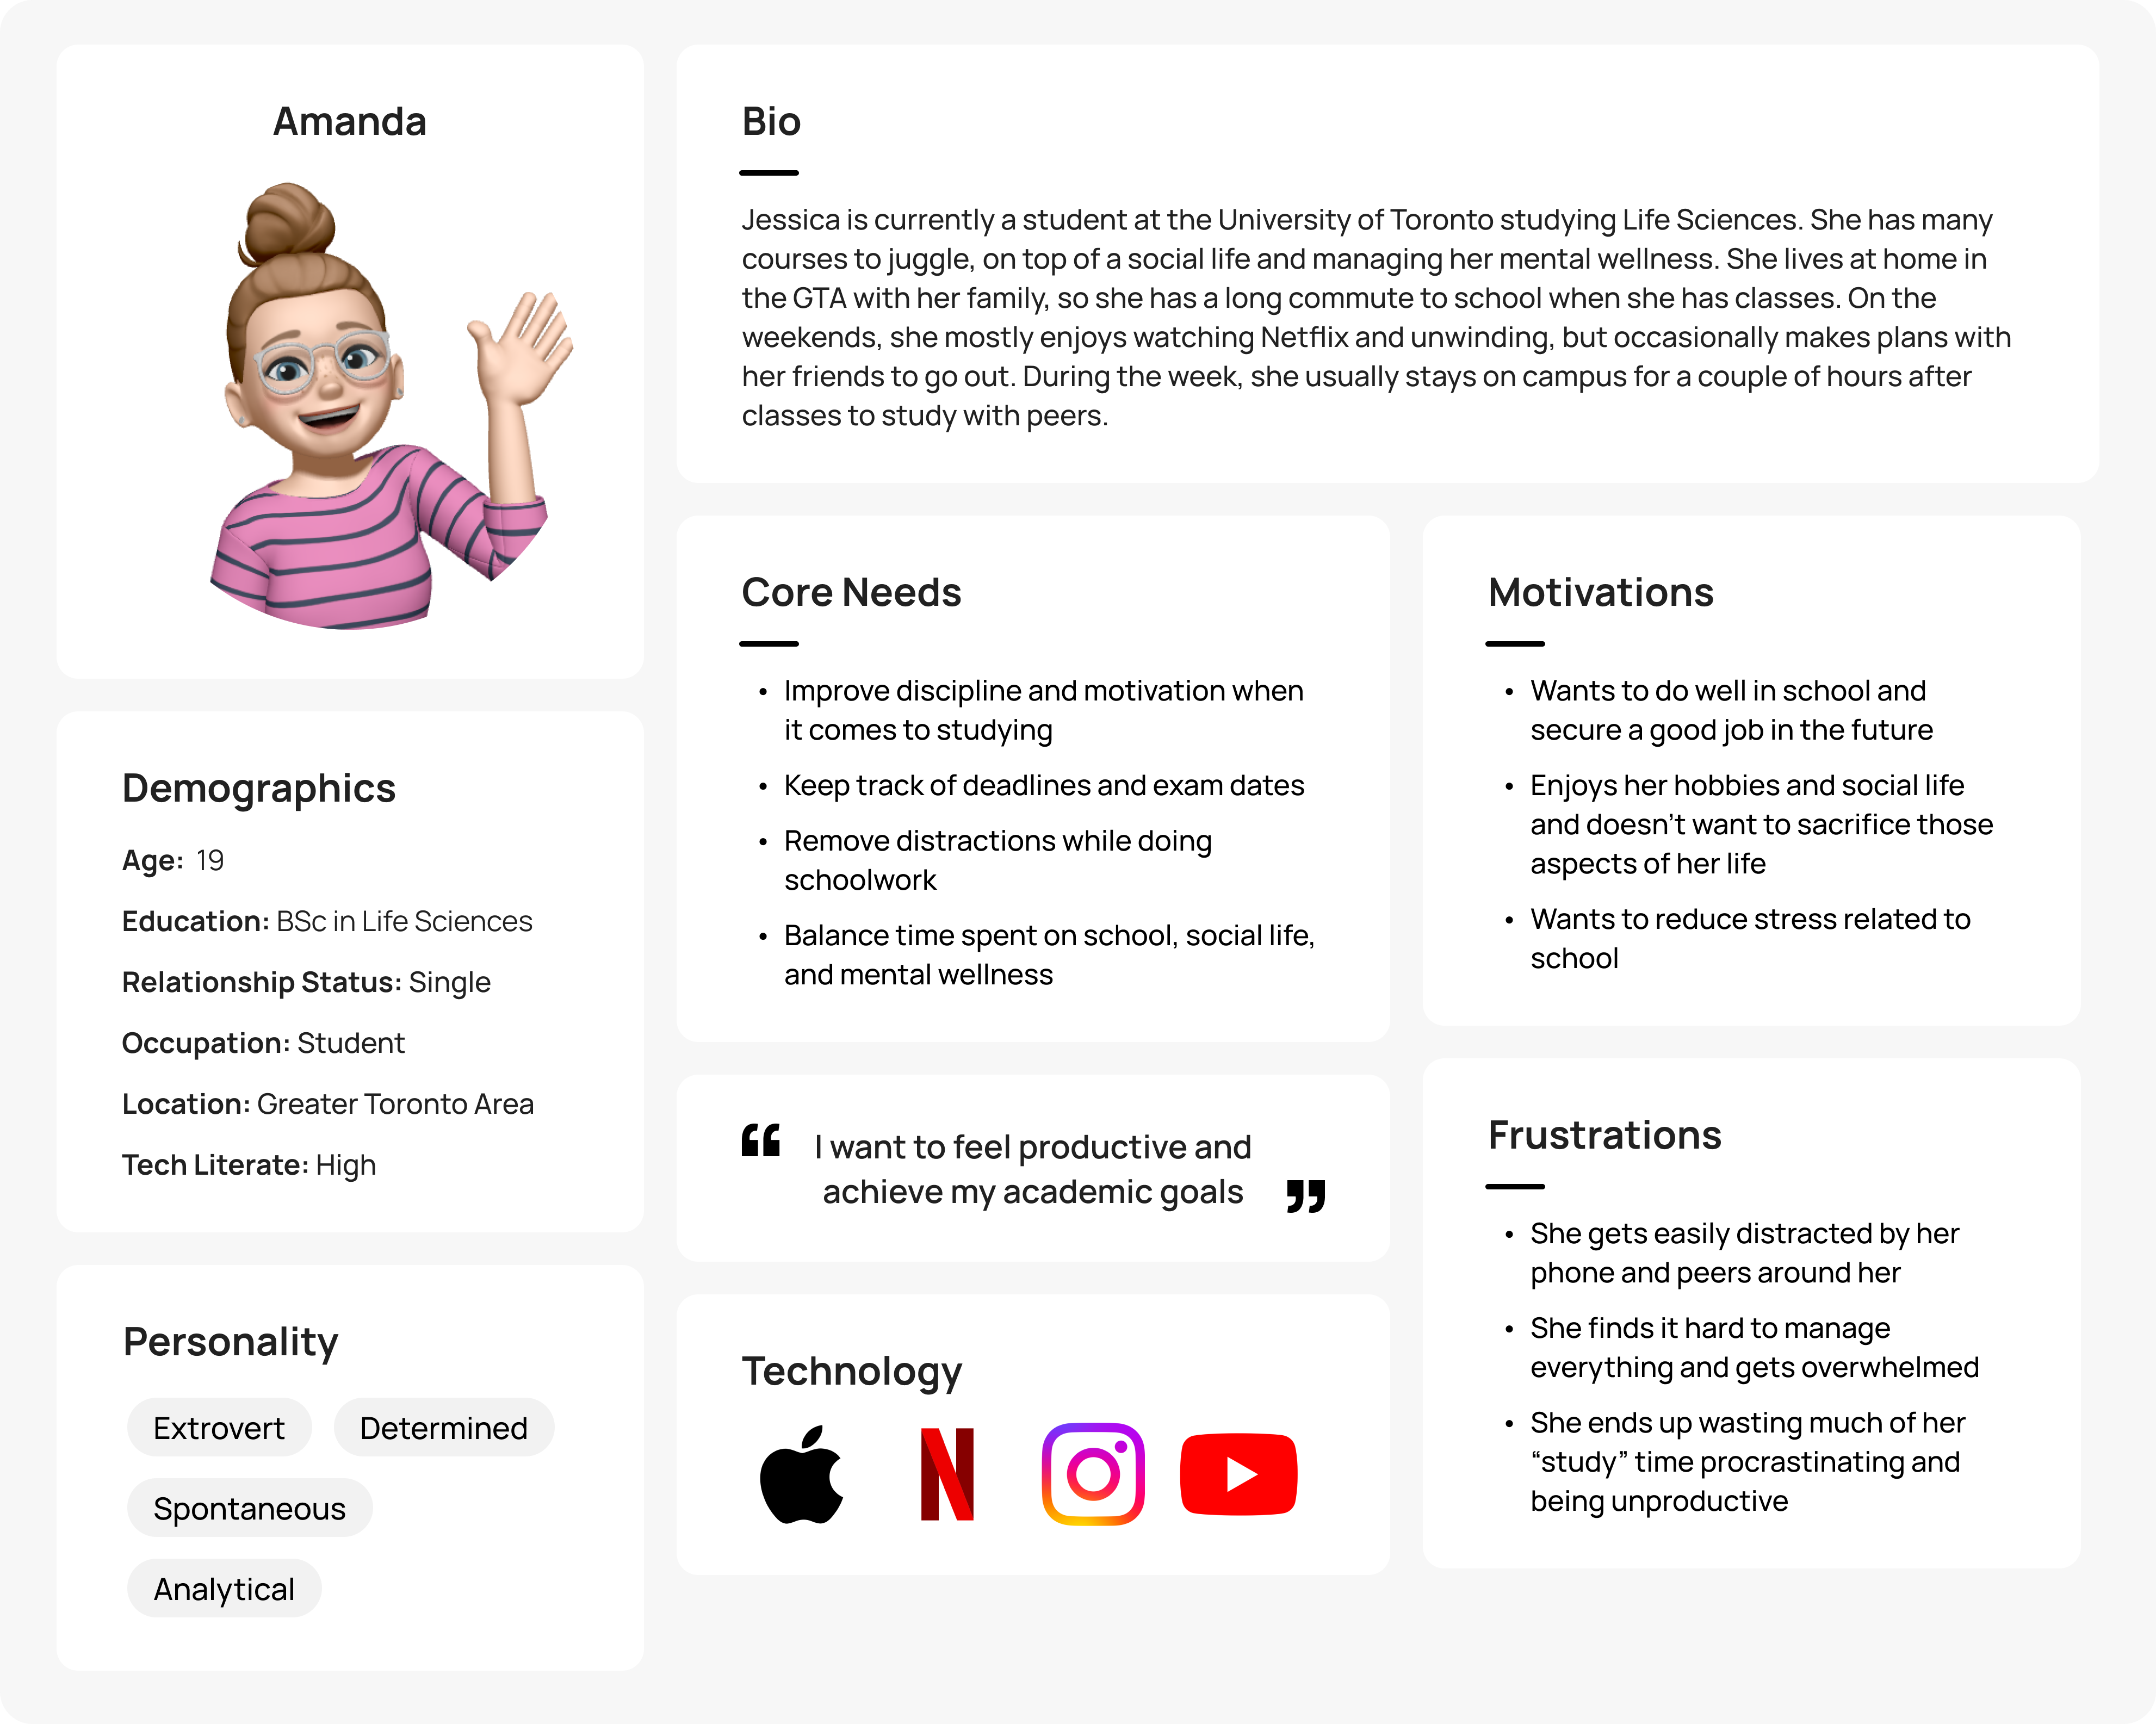 Amanda
Bio
Jessica is currently a student at the University of Toronto studying Life Sciences. She has many
courses to juggle, on top of a social life and managing her mental wellness. She lives at home in
the GTA with her family, so she has a long commute to school when she has classes. On the
weekends, she mostly enjoys watching Netflix and unwinding, but occasionally makes plans with
her friends to go out. During the week, she usually stays on campus for a couple of hours after
classes to study with peers.
Demographics
Age: 19
Education: BSc in Life Sciences
Relationship Status: Single
Occupation: Student
Location: Greater Toronto Area
Tech Literate: High
Personality
Extrovert
Determined
Spontaneous
Analytical
Core Needs
• Improve discipline and motivation when
it comes to studying
• Keep track of deadlines and exam dates
• Remove distractions while doing
schoolwork
• Balance time spent on school, social life,
and mental wellness
“ I want to feel productive and
achieve my academic goals ”
Technology
Motivations
• Wants to do well in school and
secure a good job in the future
• Enjoys her hobbies and social life
and doesn’t want to sacrifice those
aspects of her life
• Wants to reduce stress related to
school
Frustrations
• She gets easily distracted by her
phone and peers around her
• She finds it hard to manage
everything and gets overwhelmed
• She ends up wasting much of her
“study” time procrastinating and
being unproductive